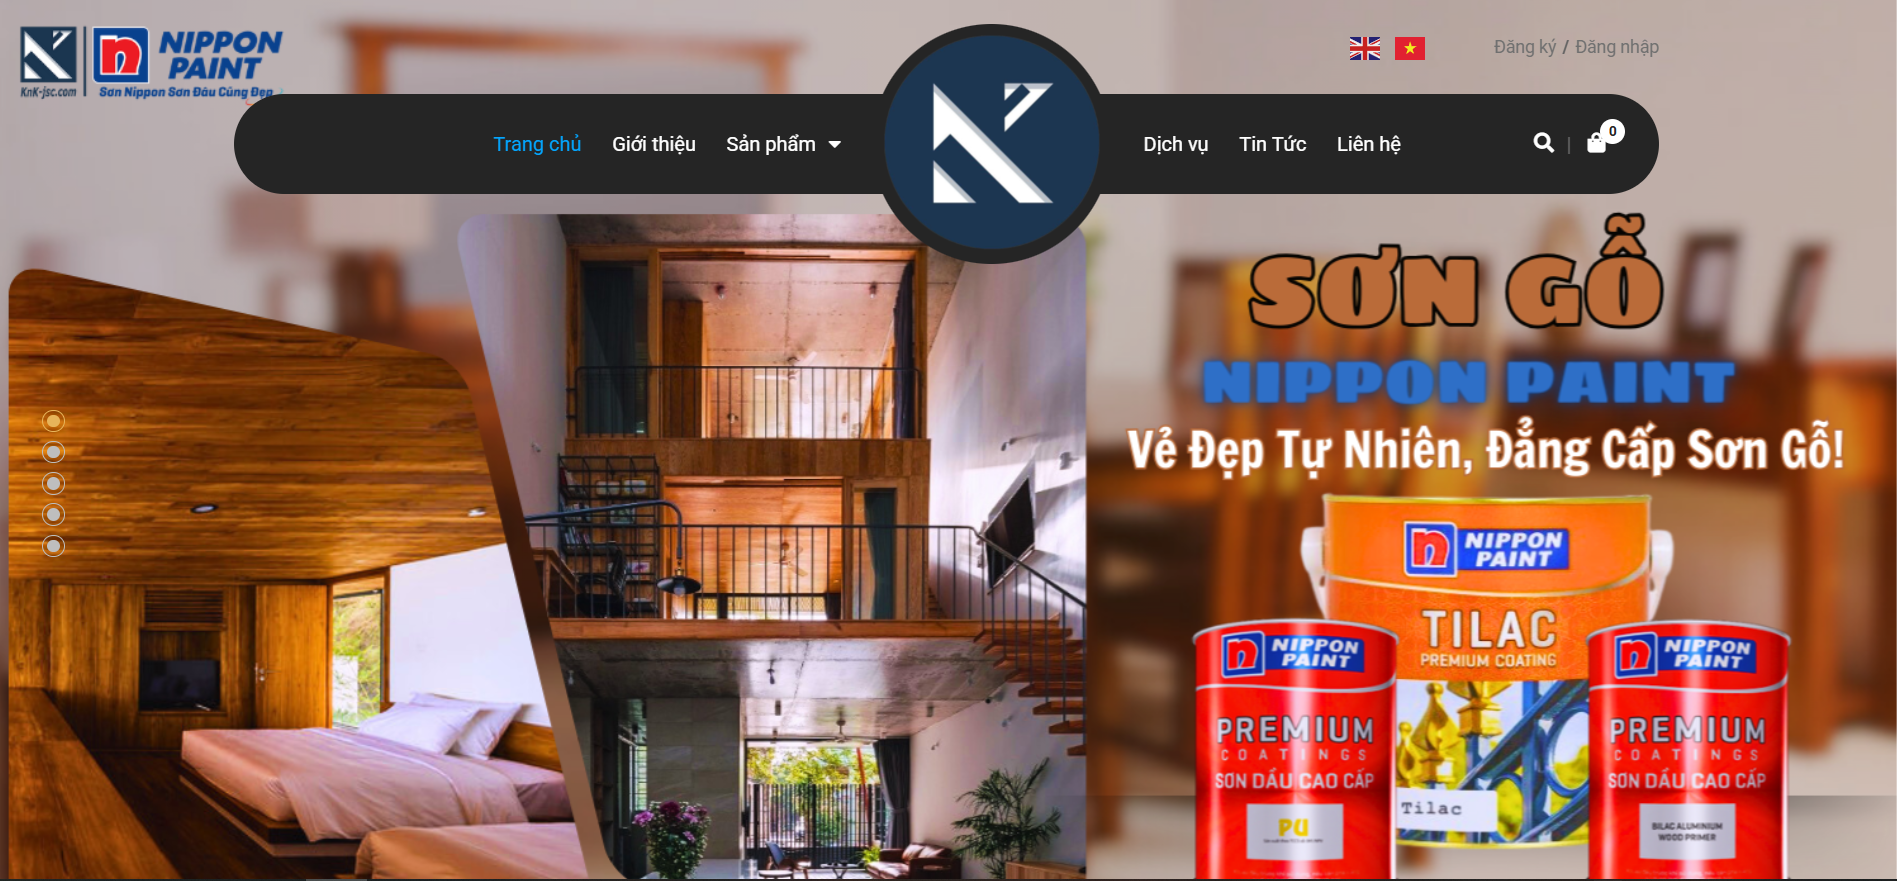 NIPPON
PAINT
KnK-jsc.com
Sơn Nippon Sơn Đâu Cũng Đẹp
Đăng ký / Đăng nhập
Trang chủ
Giới thiệu
Sản phẩm
Dịch vụ
Tin Tức
Liên hệ
0
SƠN GỖ
NIPPON PAINT
Vẻ Đẹp Tự Nhiên, Đẳng Cấp Sơn Gỗ!
n NIPPON
PAINT
TILAC
PREMIUM COATING
Tilac
n NIPPON
PAINT
PREMIUM
COATINGS
SƠN DẦU CAO CẤP
PU
n NIPPON
PAINT
PREMIUM
COATINGS
SƠN DẦU CAO CẤP
BILAC ALUMINIUM
WOOD PRIMER